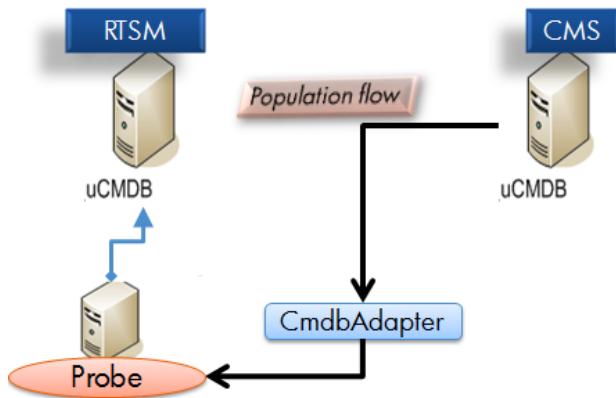 RTSM
CMS
Population flow
uCMDB
uCMDB
CmdbAdapter
Probe